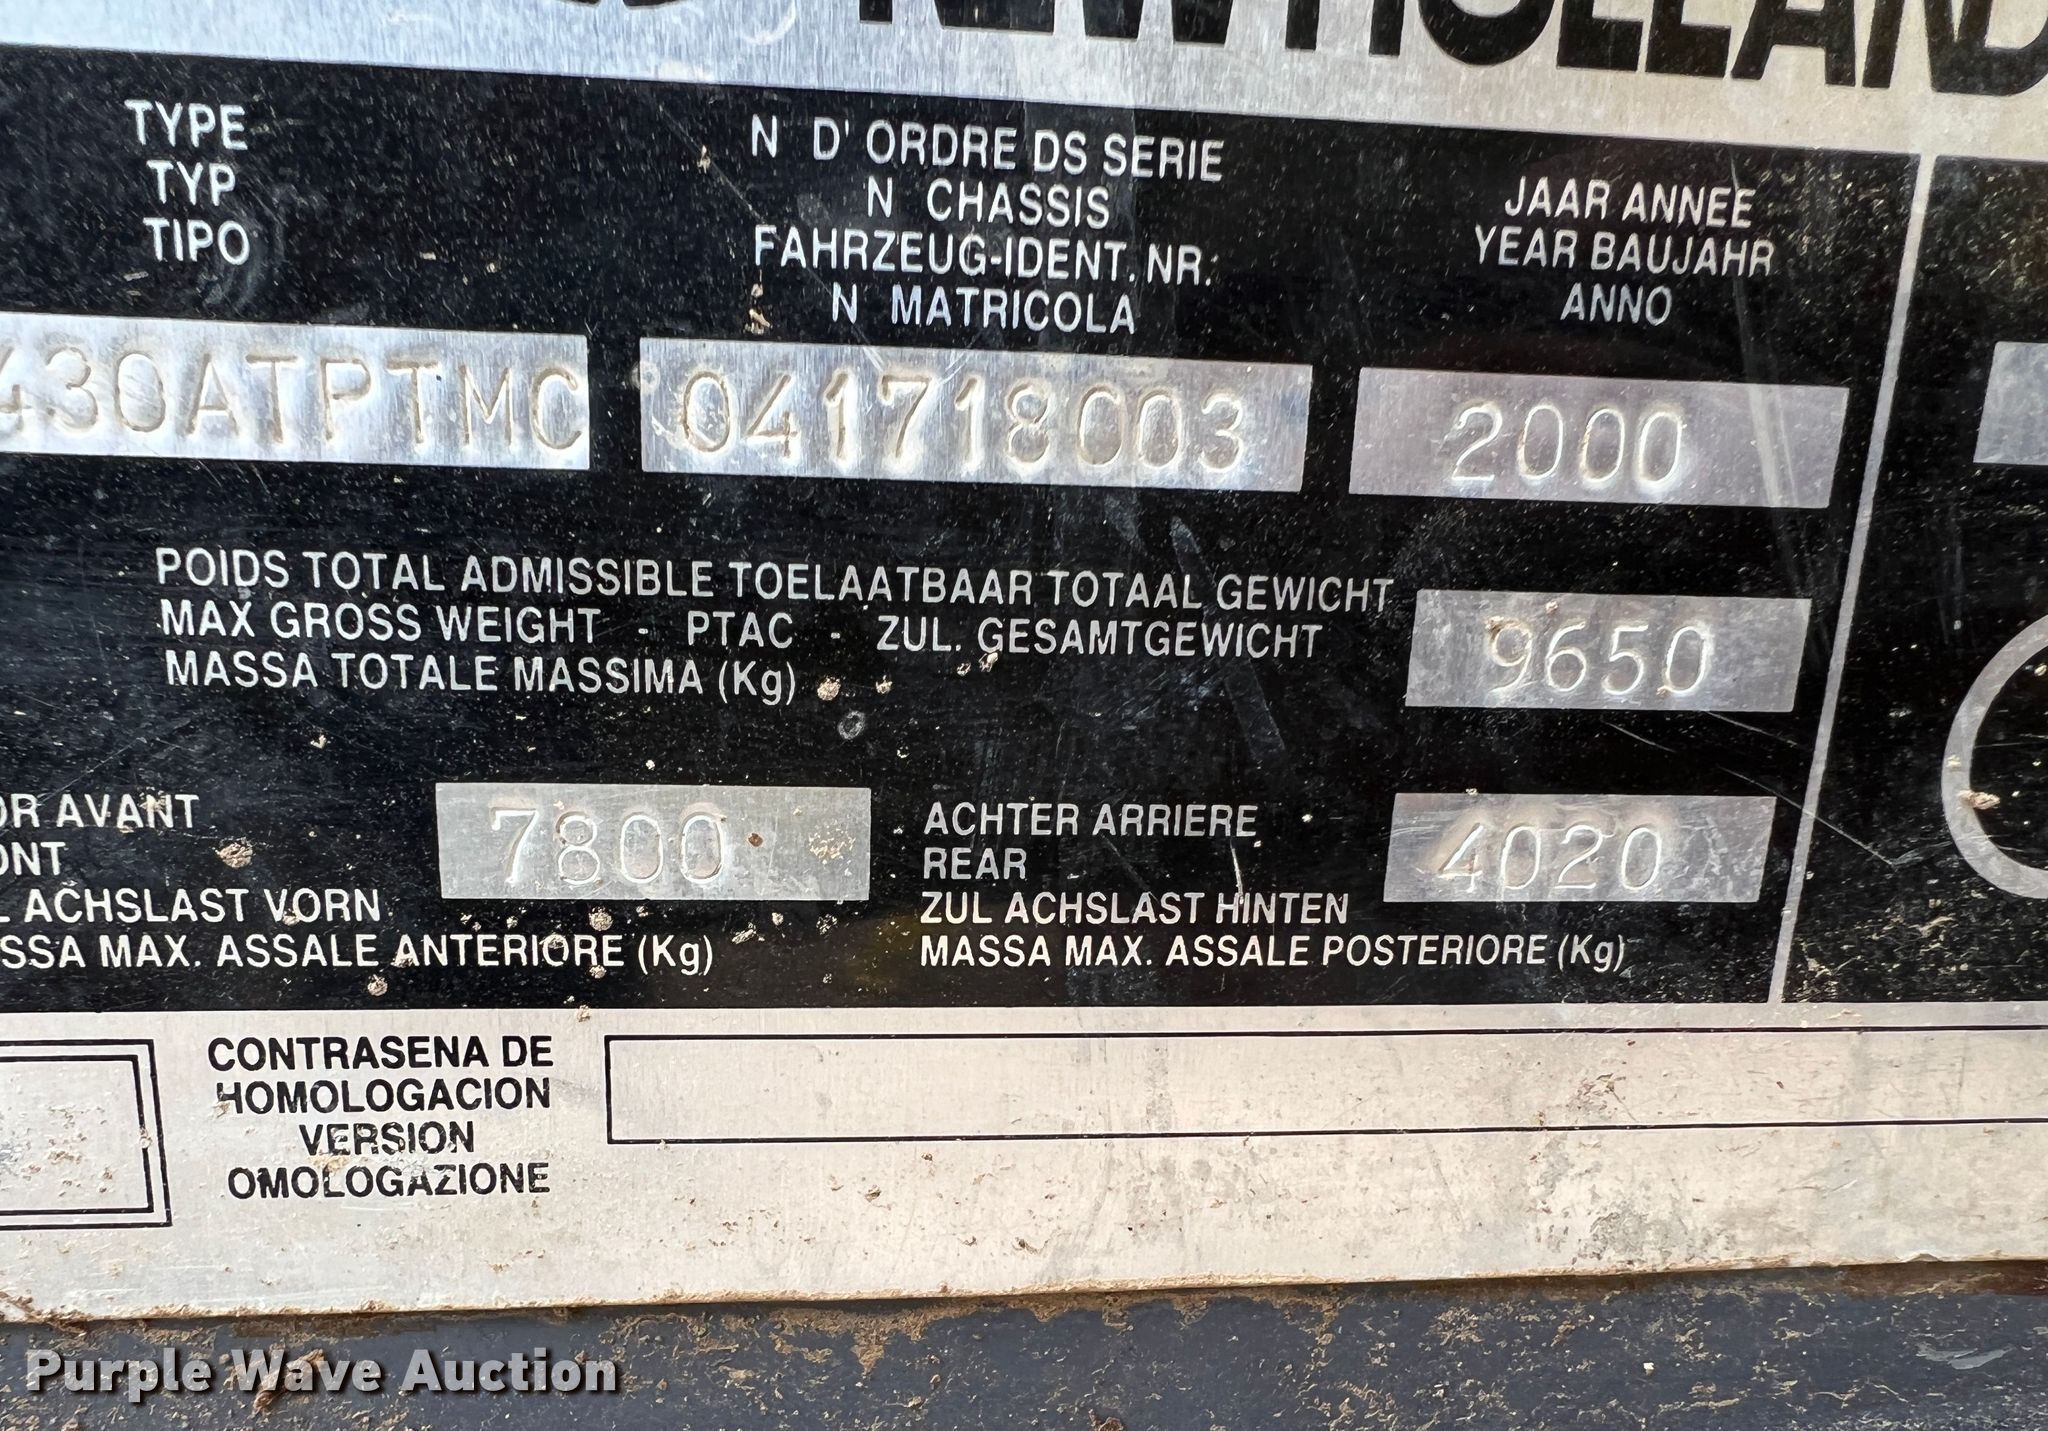 NEW HOLLAND
TYPE
TYP
TIPO
N D' ORDRE DS SERIE
N CHASSIS
FAHRZEUG-IDENT. NR.
N MATRICOLA
JAAR ANNEE
YEAR BAUJAHR
ANNO
430ATPTMC
041718003
2000
POIDS TOTAL ADMISSIBLE TOELAATBAAR TOTAAL GEWICHT
MAX GROSS WEIGHT - PTAC - ZUL. GESAMTGEWICHT
MASSA TOTALE MASSIMA (Kg)
9650
OR AVANT
ONT
L ACHSLAST VORN
SSA MAX. ASSALE ANTERIORE (Kg)
7800
ACHTER ARRIERE
REAR
ZUL ACHSLAST HINTEN
MASSA MAX. ASSALE POSTERIORE (Kg)
4020
CONTRASENA DE
HOMOLOGACION
VERSION
OMOLOGAZIONE
Purple Wave Auction